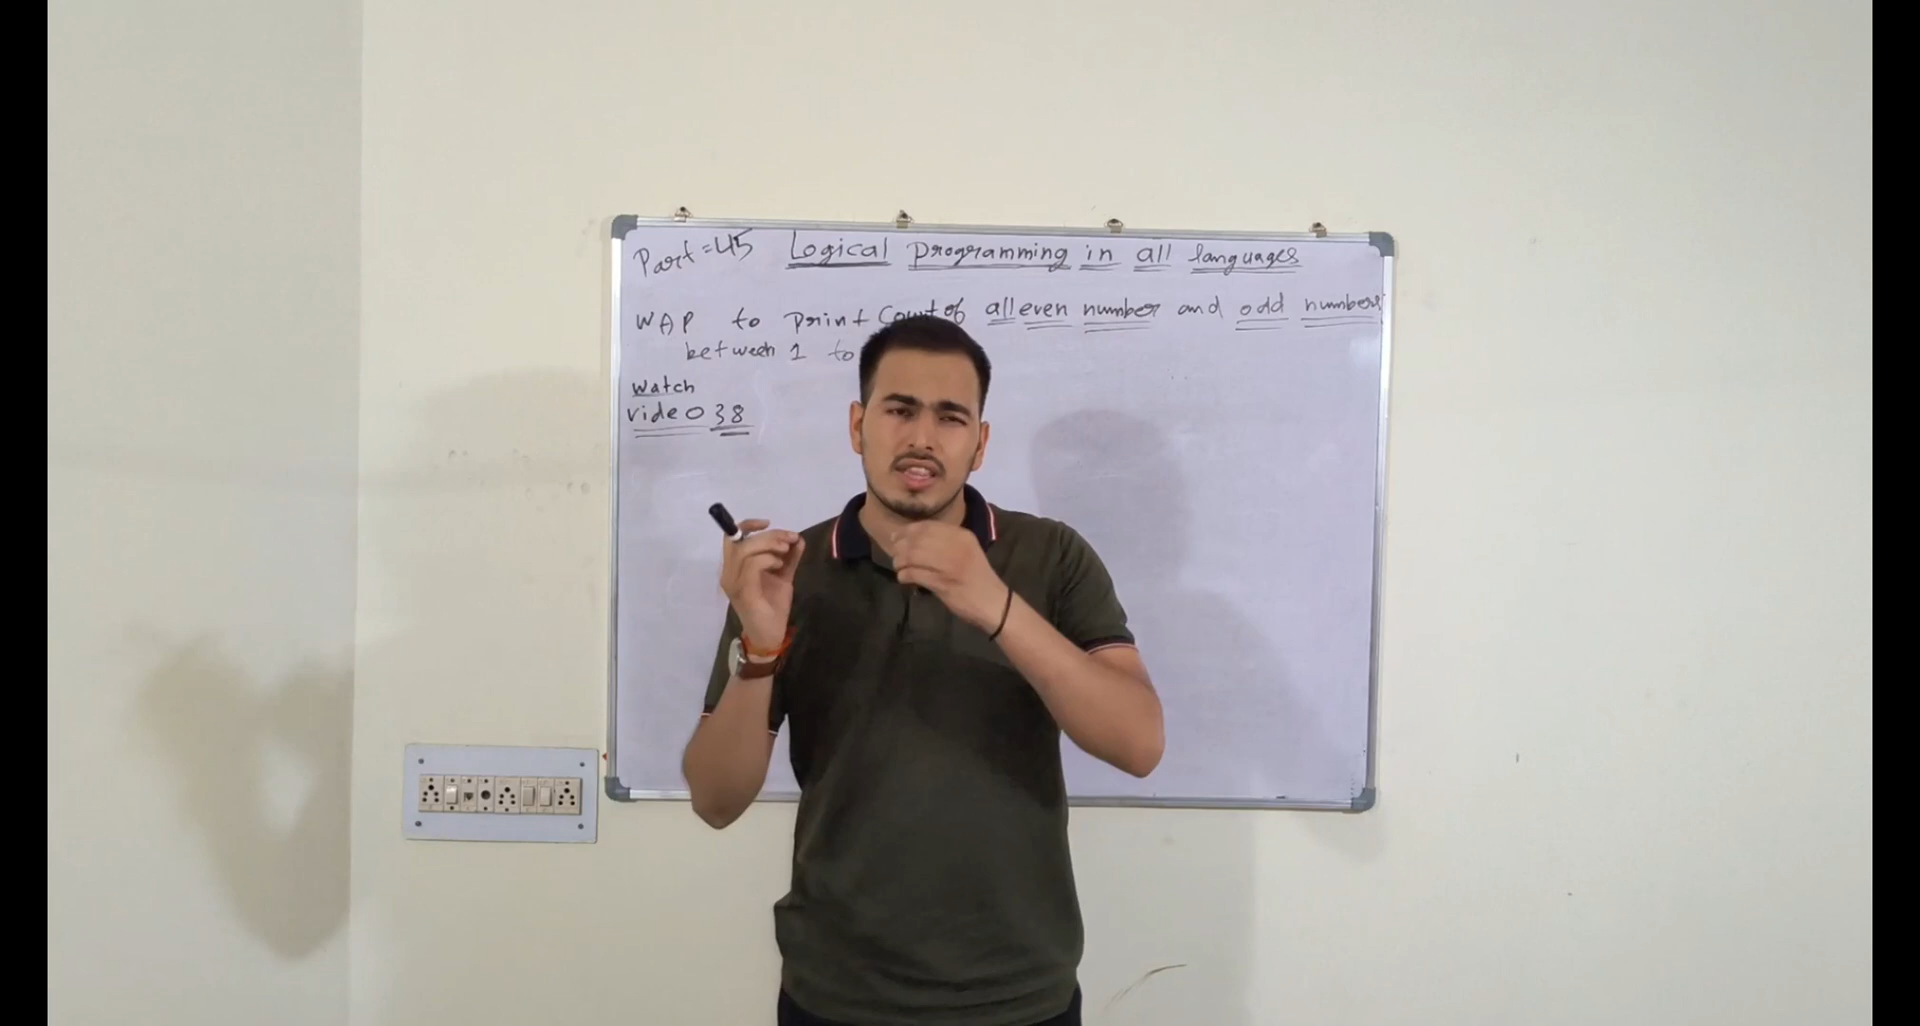 Part = 45 Logical Programming in all languages
WAP to Print Count of all even number and odd numbers
between 1 to
Watch
video 38